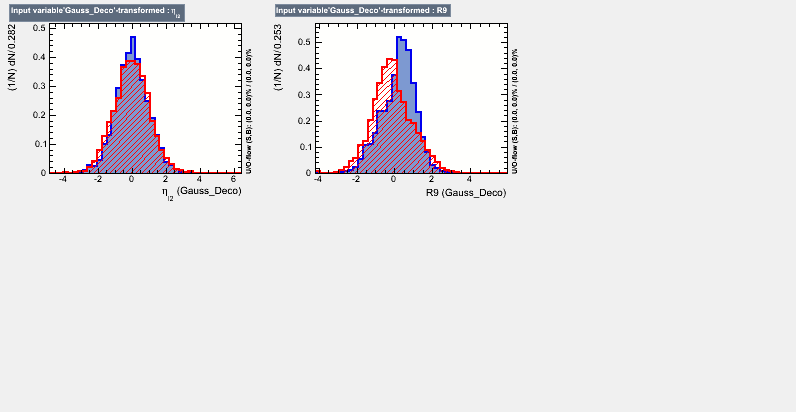 Input variable'Gauss_Deco'-transformed : η_l2
(1/N) dN/0.282
0.5
0.4
0.3
0.2
0.1
0
-4 -2 0 2 4 6
η_l2 (Gauss_Deco)
U/O-flow (S,B): (0.0, 0.0)% / (0.0, 0.0)%
Input variable'Gauss_Deco'-transformed : R9
(1/N) dN/0.253
0.5
0.4
0.3
0.2
0.1
0
-4 -2 0 2 4
R9 (Gauss_Deco)
U/O-flow (S,B): (0.0, 0.0)% / (0.0, 0.0)%